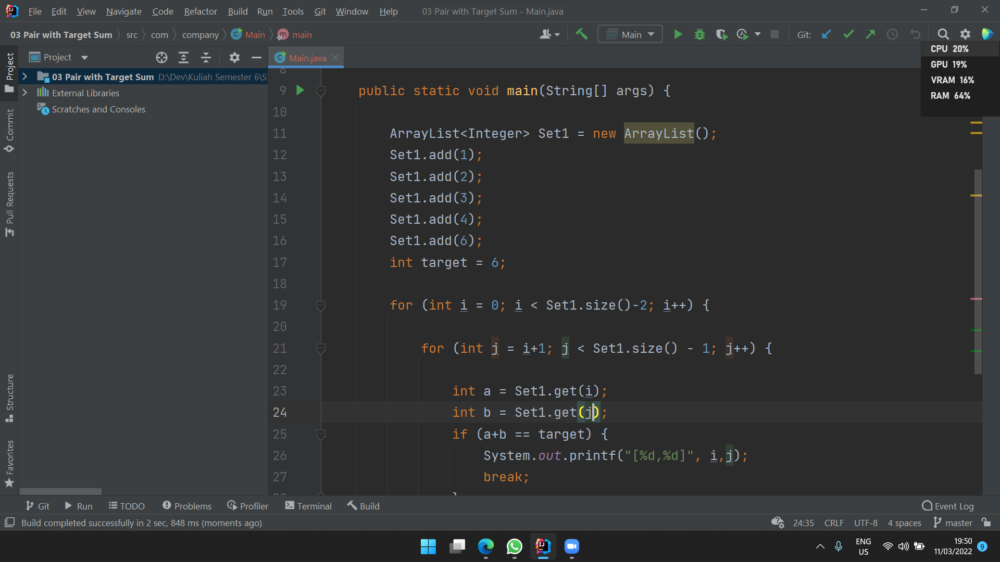 File Edit View Navigate Code Refactor Build Run Tools Git Window Help 03 Pair with Target Sum - Main.java
03 Pair with Target Sum src com company Main main Main Git:
CPU 20%
GPU 19%
VRAM 16%
RAM 64%
Project
Commit
Pull Requests
Structure
Favorites
Project
03 Pair with Target Sum D:\Dev\Kuliah Semester 6\S
External Libraries
Scratches and Consoles
Main.java
8
9 public static void main(String[] args) {
10
11 ArrayList<Integer> Set1 = new ArrayList();
12 Set1.add(1);
13 Set1.add(2);
14 Set1.add(3);
15 Set1.add(4);
16 Set1.add(6);
17 int target = 6;
18
19 for (int i = 0; i < Set1.size()-2; i++) {
20
21 for (int j = i+1; j < Set1.size() - 1; j++) {
22
23 int a = Set1.get(i);
24 int b = Set1.get(j);
25 if (a+b == target) {
26 System.out.printf("[%d,%d]", i,j);
27 break;
Git Run TODO Problems Profiler Terminal Build Event Log
Build completed successfully in 2 sec, 848 ms (moments ago) 24:35 CRLF UTF-8 4 spaces master
ENG
US
19:50
11/03/2022
9